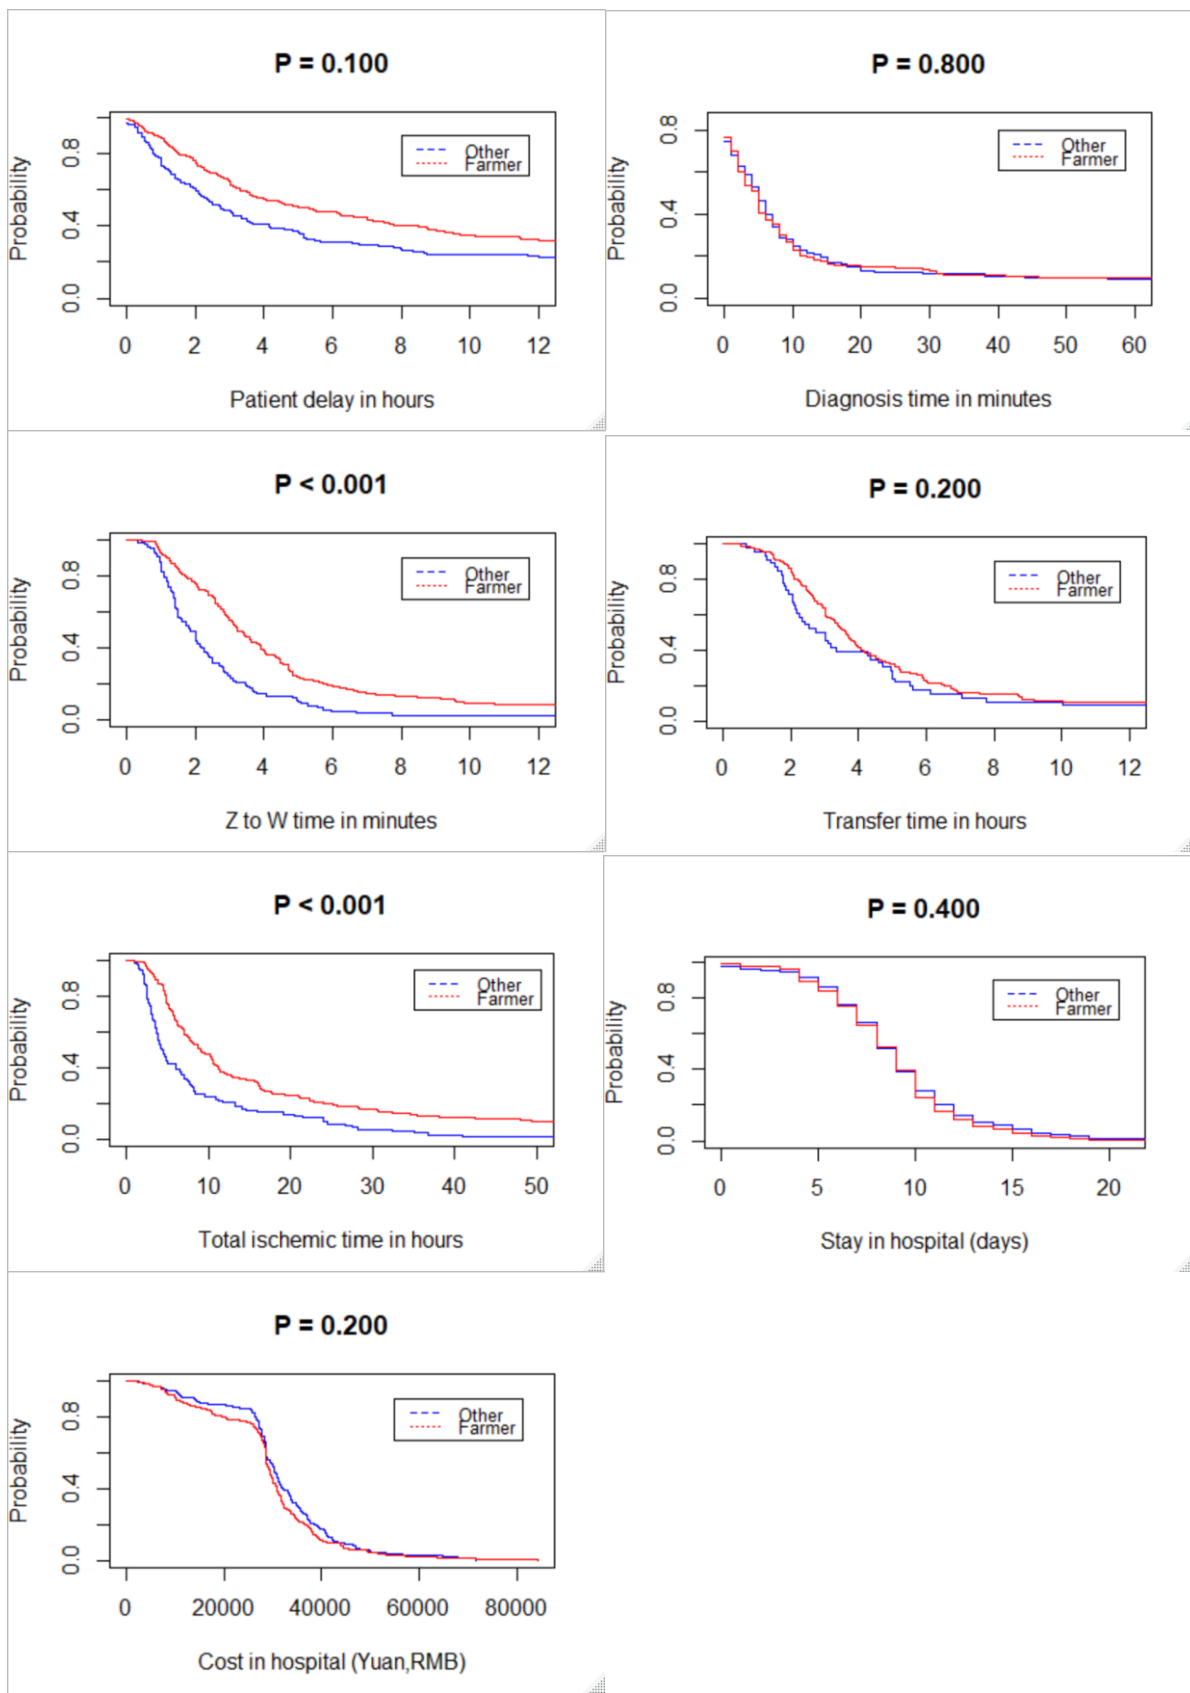 P = 0.100
Probability
0.8
0.4
0.0
Other
Farmer
0 2 4 6 8 10 12
Patient delay in hours
P = 0.800
Probability
0.8
0.4
0.0
Other
Farmer
0 10 20 30 40 50 60
Diagnosis time in minutes
P < 0.001
Probability
0.8
0.4
0.0
Other
Farmer
0 2 4 6 8 10 12
Z to W time in minutes
P = 0.200
Probability
0.8
0.4
0.0
Other
Farmer
0 2 4 6 8 10 12
Transfer time in hours
P < 0.001
Probability
0.8
0.4
0.0
Other
Farmer
0 10 20 30 40 50
Total ischemic time in hours
P = 0.400
Probability
0.8
0.4
0.0
Other
Farmer
0 5 10 15 20
Stay in hospital (days)
P = 0.200
Probability
0.8
0.4
0.0
Other
Farmer
0 20000 40000 60000 80000
Cost in hospital (Yuan,RMB)